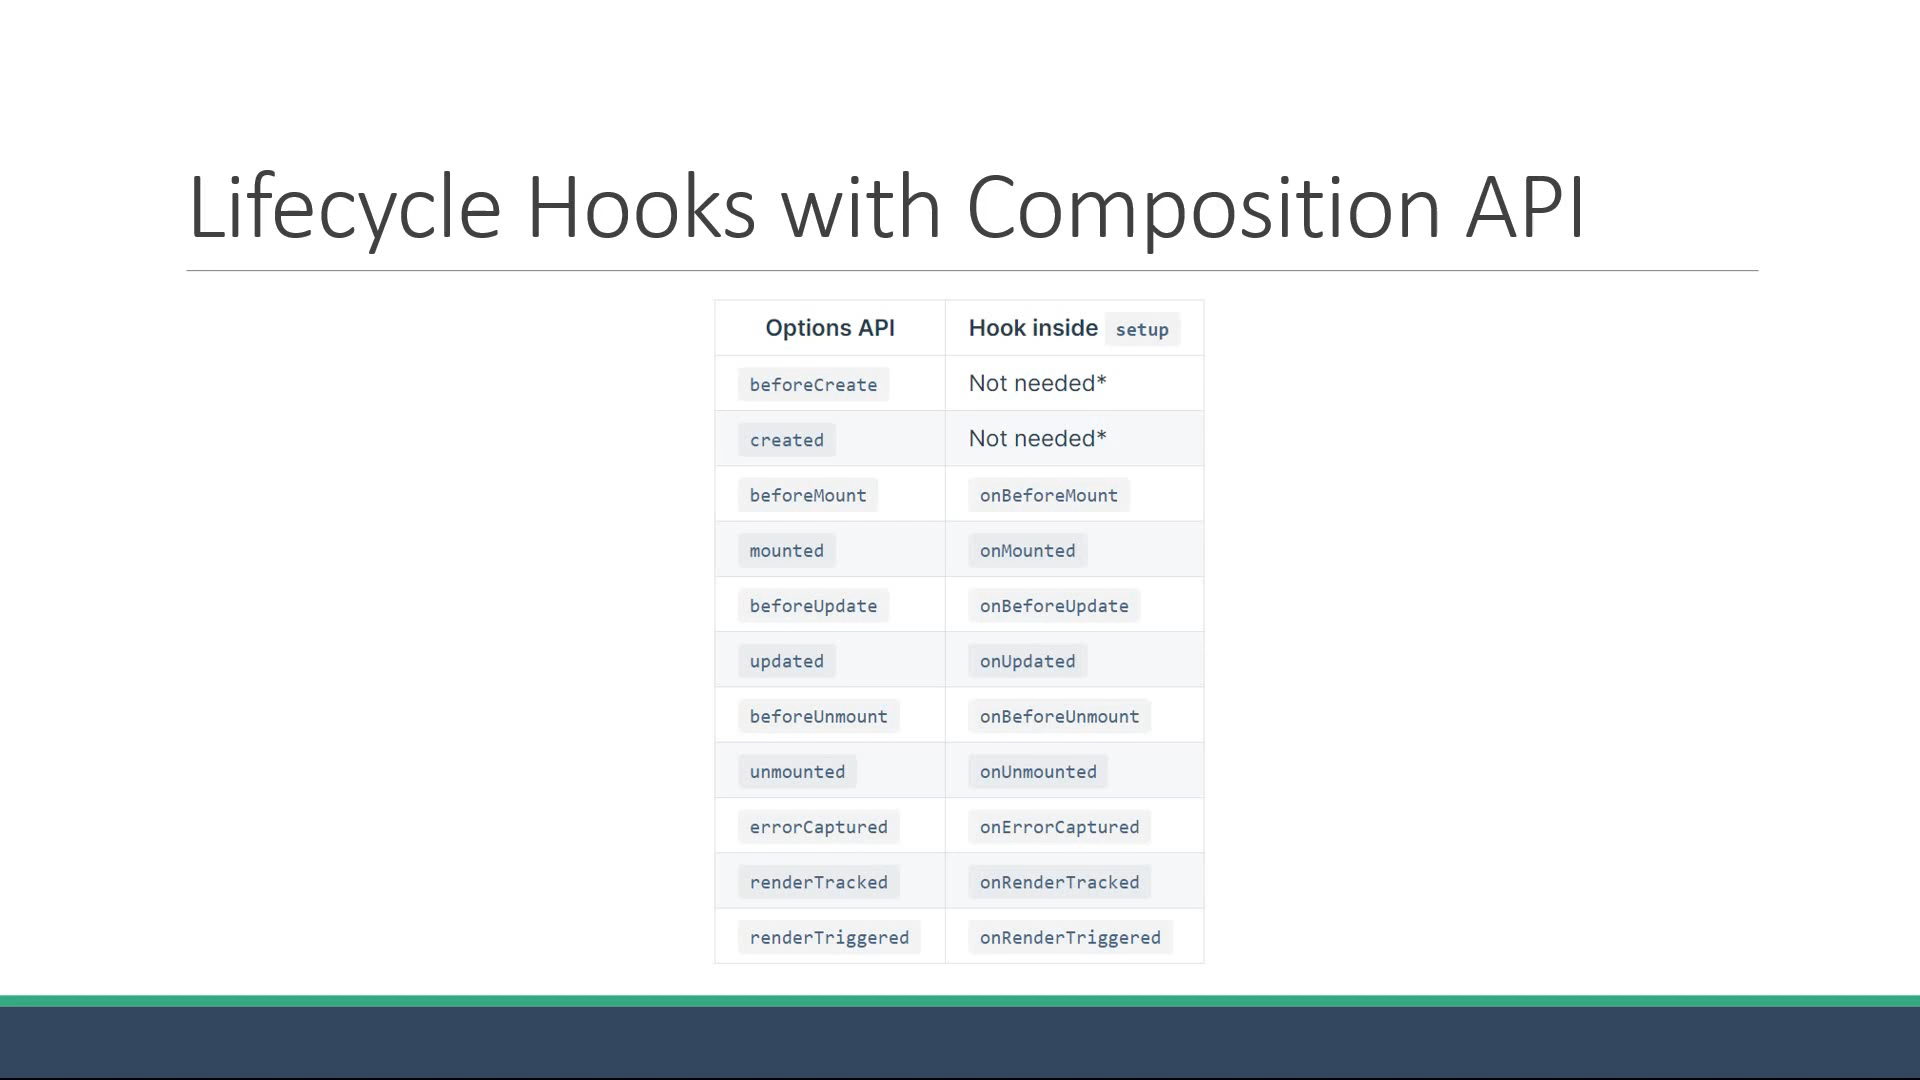 Lifecycle Hooks with Composition API
Options API Hook inside setup
beforeCreate Not needed*
created Not needed*
beforeMount onBeforeMount
mounted onMounted
beforeUpdate onBeforeUpdate
updated onUpdated
beforeUnmount onBeforeUnmount
unmounted onUnmounted
errorCaptured onErrorCaptured
renderTracked onRenderTracked
renderTriggered onRenderTriggered